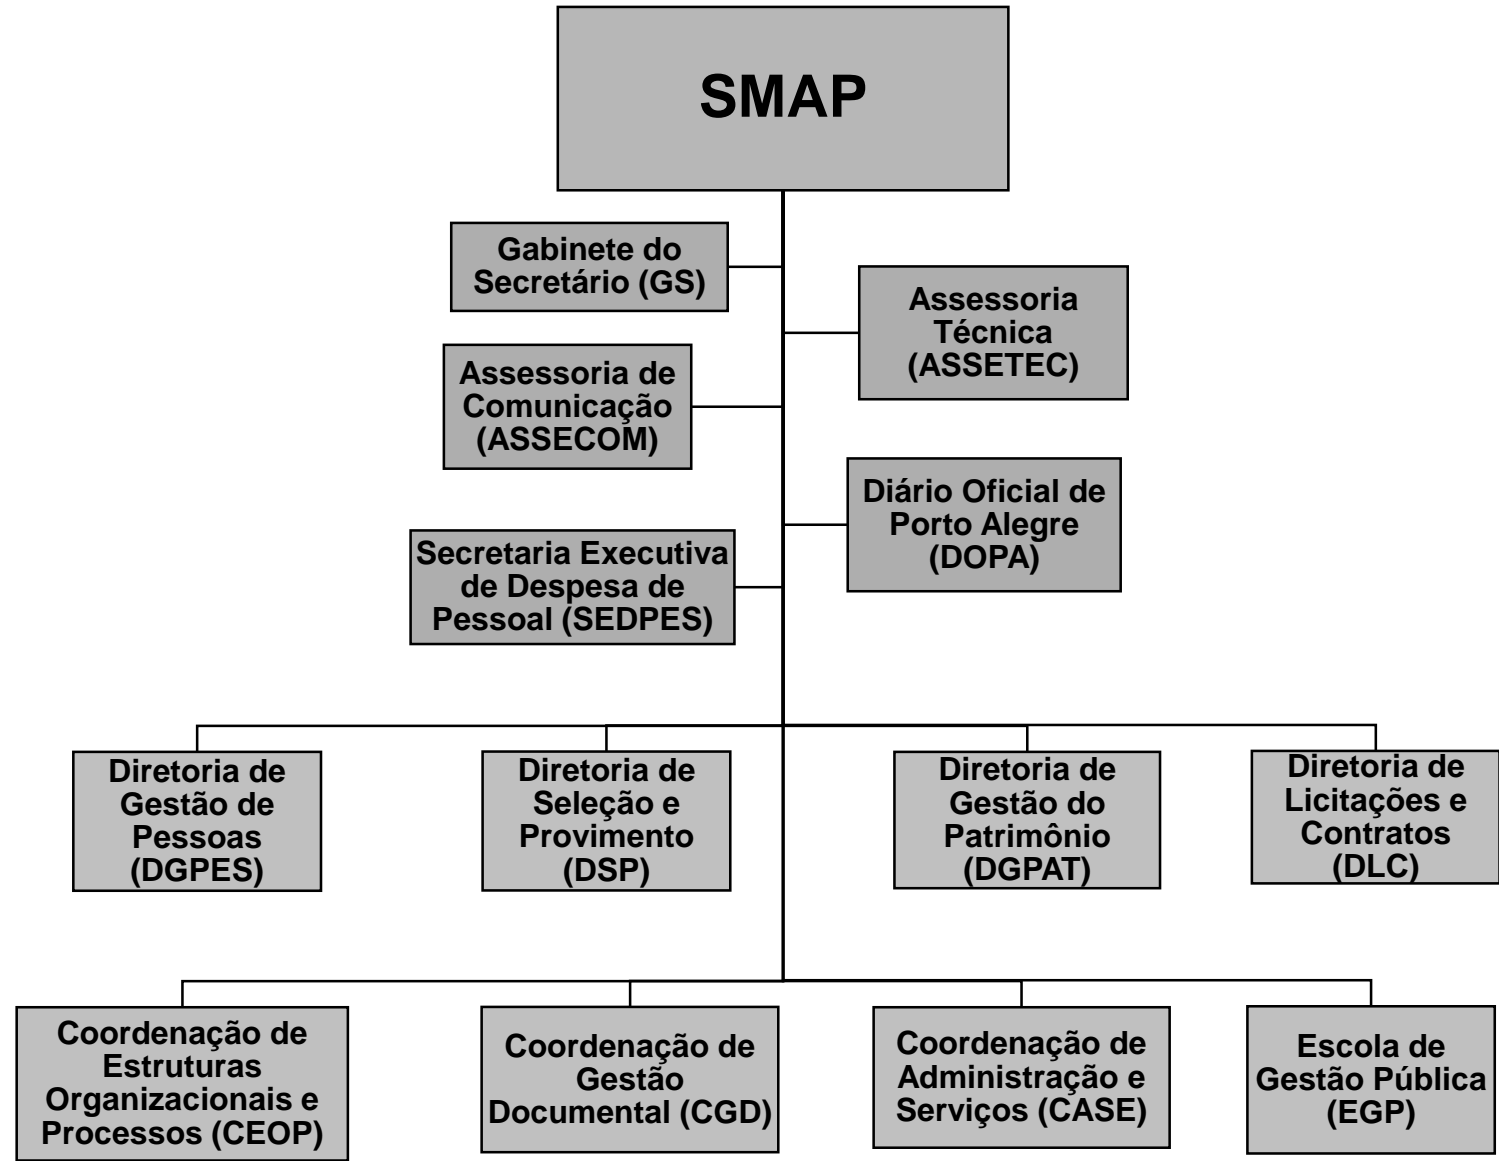 SMAP
Gabinete do
Secretário (GS)
Assessoria
Técnica
(ASSETEC)
Assessoria de
Comunicação
(ASSECOM)
Diário Oficial de
Porto Alegre
(DOPA)
Secretaria Executiva
de Despesa de
Pessoal (SEDPES)
Diretoria de
Gestão de
Pessoas
(DGPES)
Diretoria de
Seleção e
Provimento
(DSP)
Diretoria de
Gestão do
Patrimônio
(DGPAT)
Diretoria de
Licitações e
Contratos
(DLC)
Coordenação de
Estruturas
Organizacionais e
Processos (CEOP)
Coordenação de
Gestão
Documental (CGD)
Coordenação de
Administração e
Serviços (CASE)
Escola de
Gestão Pública
(EGP)